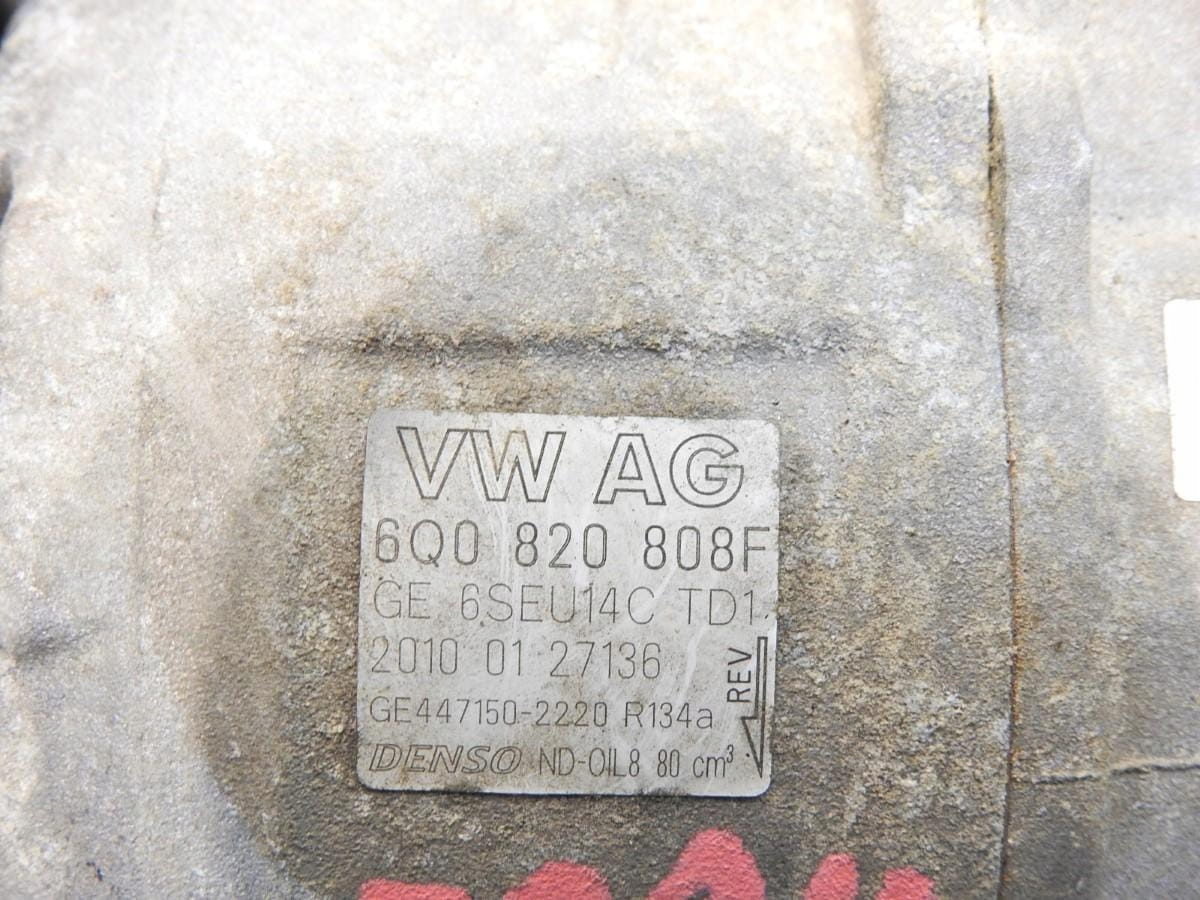 VW AG
6Q0 820 808F
GE 6SEU14C TD1
2010 01 27136
GE447150-2220 R134a
REV
DENSO ND-OIL8 80 cm³